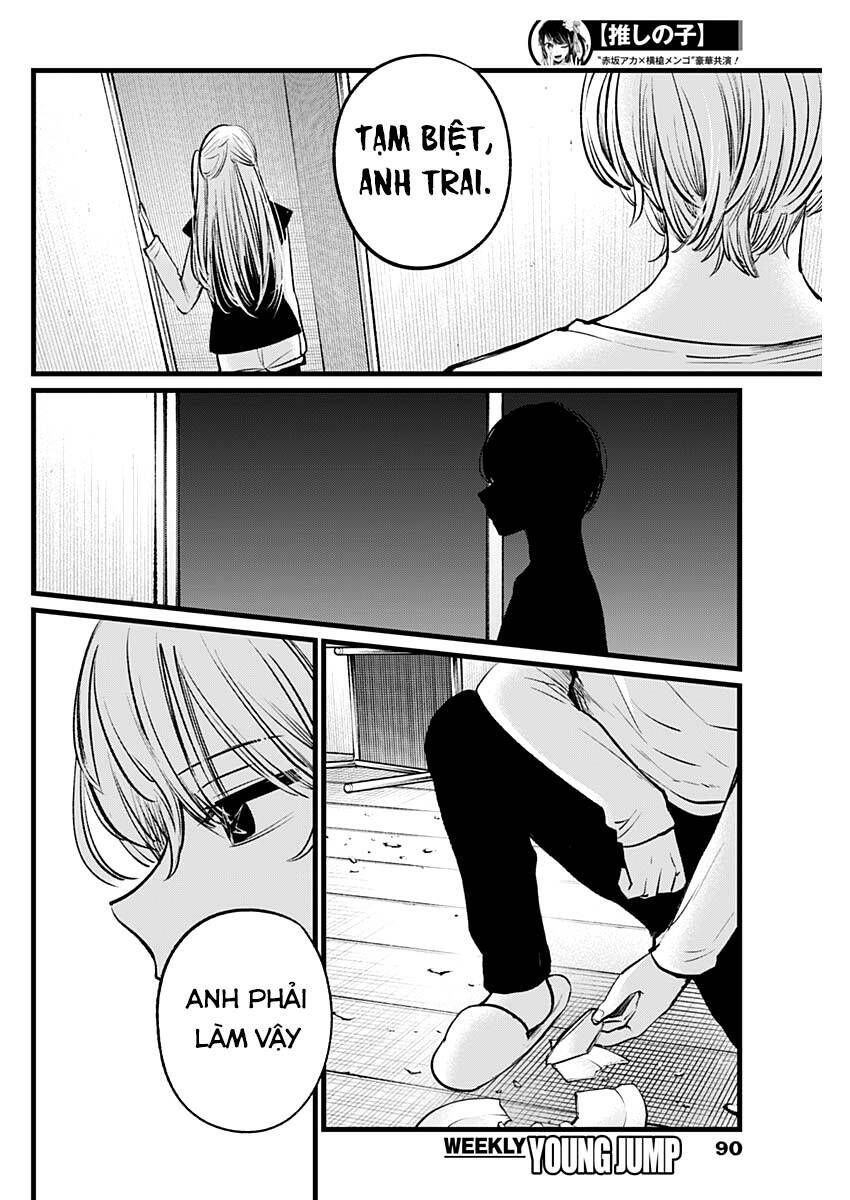 【推しの子】
"赤坂アカ×横槍メンゴ"豪華共演！
TẠM BIỆT,
ANH TRAI.
ANH PHẢI
LÀM VẬY
WEEKLY YOUNG JUMP 90